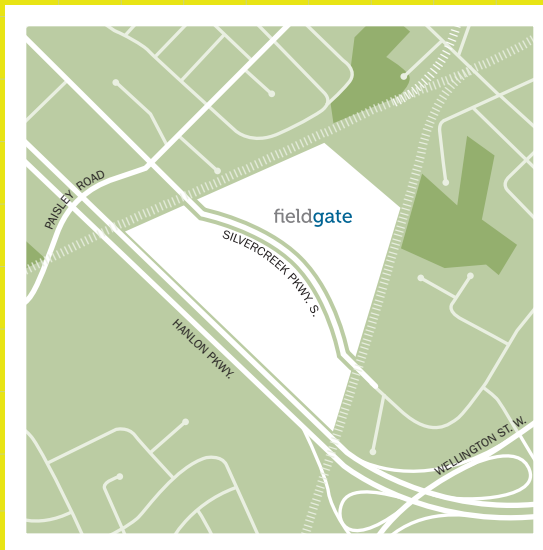 PAISLEY ROAD
fieldgate
SILVERCREEK PKWY. S.
HANLON PKWY.
WELLINGTON ST. W.